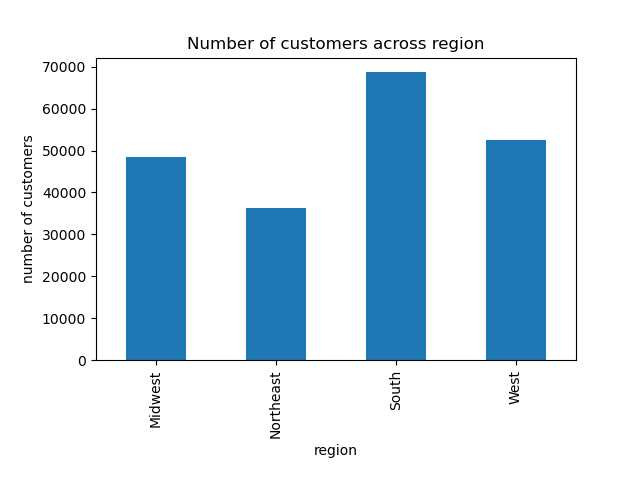 Number of customers across region
number of customers
70000
60000
50000
40000
30000
20000
10000
0
Midwest
Northeast
South
West
region